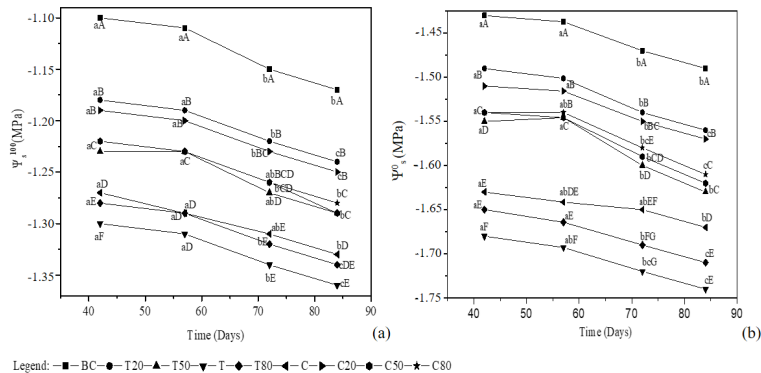 -1.10
-1.15
-1.20
-1.25
-1.30
-1.35
Ψs100(MPa)
aA
aA
bA
bA
aB
aB
bB
cB
aB
aB
bBC
cB
aC
aC
abBCD
bBCD
abD
bC
bC
aD
aD
abE
bD
aE
aD
bE
cDE
aF
aD
bE
cE
40 50 60 70 80 90
Time (Days)
(a)
-1.45
-1.50
-1.55
-1.60
-1.65
-1.70
-1.75
Ψ0s (MPa)
aA
aA
bA
bA
aB
aB
bB
cB
bBC
aC
abB
aC
bcE
cC
aD
bCD
bD
bC
aE
abDE
abEF
bD
aE
aE
bFG
cE
aF
abF
bcG
cE
40 50 60 70 80 90
Time (Days)
(b)
Legend: BC T20 T50 T T80 C C20 C50 C80